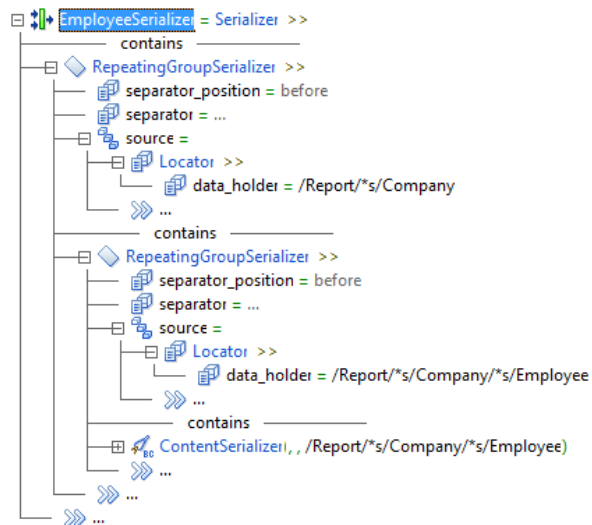 EmployeeSerializer = Serializer >>
contains
RepeatingGroupSerializer >>
separator_position = before
separator = ...
source =
Locator >>
data_holder = /Report/*s/Company
...
contains
RepeatingGroupSerializer >>
separator_position = before
separator = ...
source =
Locator >>
data_holder = /Report/*s/Company/*s/Employee
...
contains
BC ContentSerializer(, , /Report/*s/Company/*s/Employee)
...
...
...